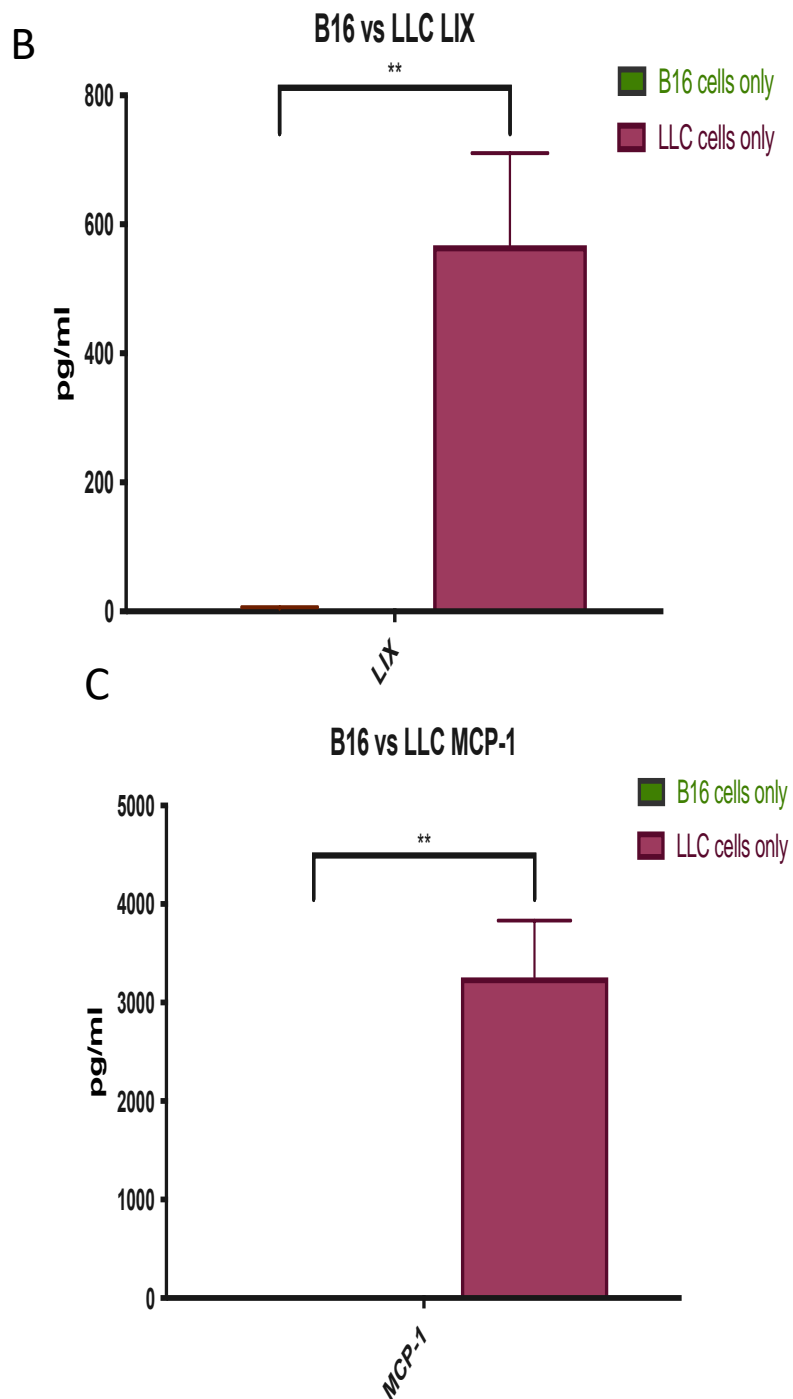 B
B16 vs LLC LIX
**
B16 cells only
LLC cells only
800
600
400
200
0
pg/ml
LIX
C
B16 vs LLC MCP-1
**
B16 cells only
LLC cells only
5000
4000
3000
2000
1000
0
pg/ml
MCP-1